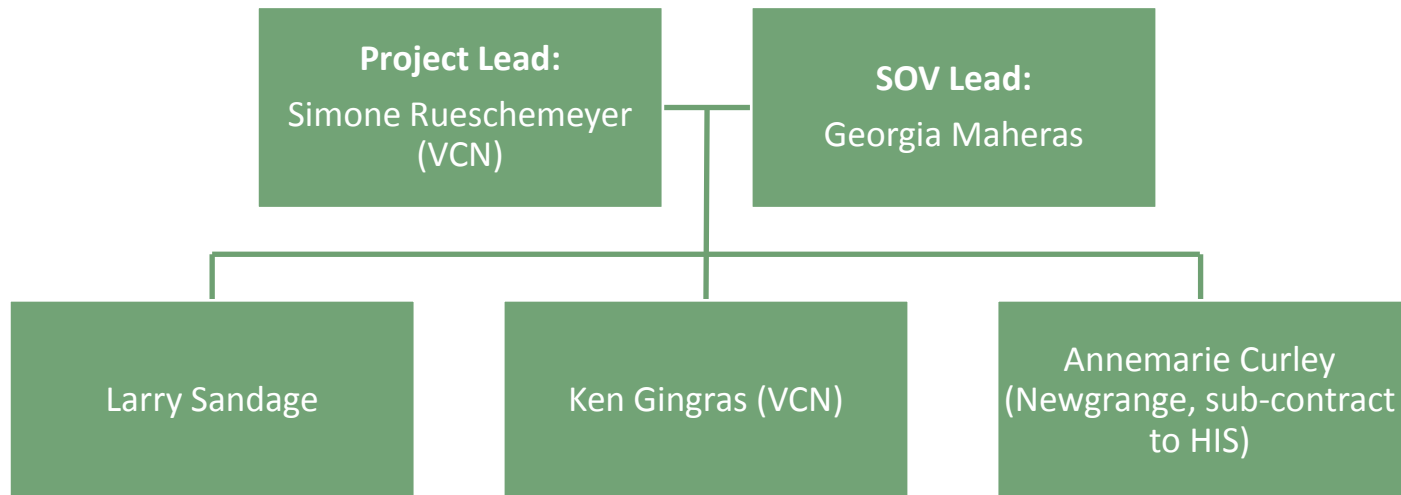 Project Lead:
Simone Rueschemeyer
(VCN)
SOV Lead:
Georgia Maheras
Larry Sandage
Ken Gingras (VCN)
Annemarie Curley
(Newgrange, sub-contract
to HIS)